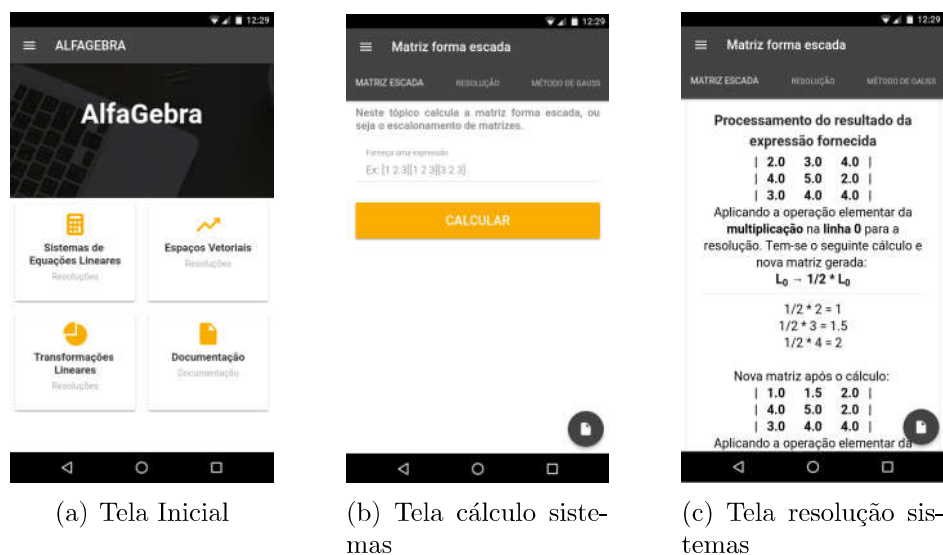 12:29
ALFAGEBRA
AlfaGebra
Sistemas de
Equações Lineares
Resoluções
Espaços Vetoriais
Resoluções
Transformações
Lineares
Resoluções
Documentação
Documentação
(a) Tela Inicial
12:29
Matriz forma escada
MATRIZ ESCADA RESOLUÇÃO MÉTODO DE GAUSS
Neste tópico calcula a matriz forma escada, ou
seja o escalonamento de matrizes.
Forneça uma expressão
Ex: [1 2 3][1 2 3][3 2 3]
CALCULAR
(b) Tela cálculo siste-
mas
12:29
Matriz forma escada
MATRIZ ESCADA RESOLUÇÃO MÉTODO DE GAUSS
Processamento do resultado da
expressão fornecida
| 2.0 3.0 4.0 |
| 4.0 5.0 2.0 |
| 3.0 4.0 4.0 |
Aplicando a operação elementar da
multiplicação na linha 0 para a
resolução. Tem-se o seguinte cálculo e
nova matriz gerada:
L₀ → 1/2 * L₀
1/2 * 2 = 1
1/2 * 3 = 1.5
1/2 * 4 = 2
Nova matriz após o cálculo:
| 1.0 1.5 2.0 |
| 4.0 5.0 2.0 |
| 3.0 4.0 4.0 |
Aplicando a operação elementar da
(c) Tela resolução sis-
temas